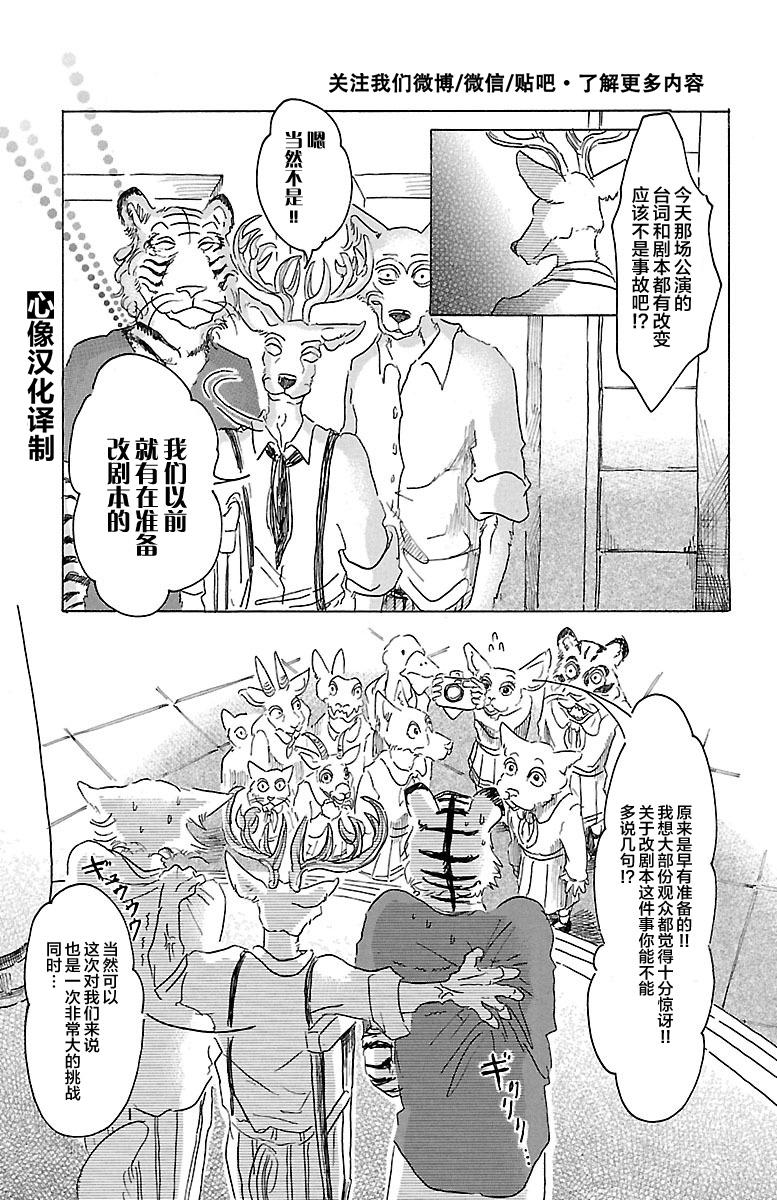 关注我们微博/微信/贴吧·了解更多内容
今天那场公演的
台词和剧本都有改变
应该不是事故吧!?
嗯
当然不是!!
心像汉化译制
我们以前
就有在准备
改剧本的
原来是早有准备的!!
我想大部份观众都觉得十分惊讶!!
关于改剧本这件事你能不能
多说几句!?
ギュウウウ
当然可以
这次对我们来说
也是一次非常大的挑战
同时…
ギリリリ…